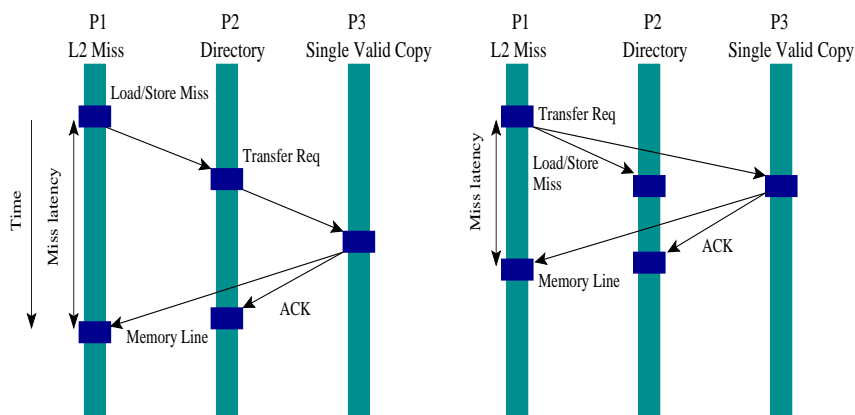 P1
L2 Miss
P2
Directory
P3
Single Valid Copy
Time
Miss latency
Load/Store Miss
Transfer Req
ACK
Memory Line
P1
L2 Miss
P2
Directory
P3
Single Valid Copy
Miss latency
Transfer Req
Load/Store
Miss
ACK
Memory Line